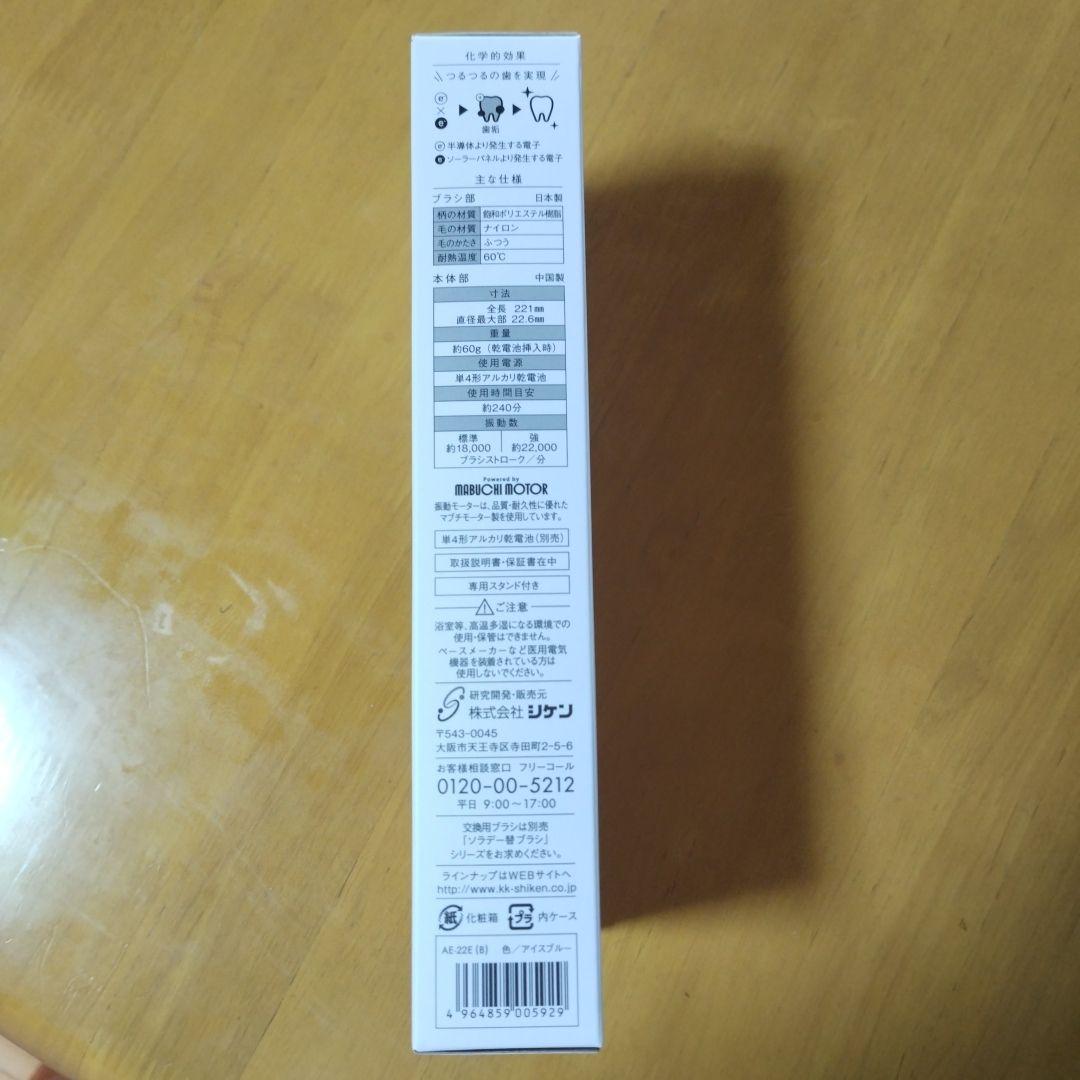 化学的効果
つるつるの歯を実現
e⁻
×
e⁻
歯垢
e⁻ 半導体より発生する電子
e⁻ ソーラーパネルより発生する電子
主な仕様
ブラシ部 日本製
柄の材質 飽和ポリエステル樹脂
毛の材質 ナイロン
毛のかたさ ふつう
耐熱温度 60℃
本体部 中国製
寸法
全長 221㎜
直径最大部 22.6㎜
重量
約60g（乾電池挿入時）
使用電源
単4形アルカリ乾電池
使用時間目安
約240分
振動数
標準 強
約18,000 約22,000
ブラシストローク／分
Powered by
MABUCHI MOTOR
振動モーターは、品質・耐久性に優れた
マブチモーター製を使用しています。
単4形アルカリ乾電池（別売）
取扱説明書・保証書在中
専用スタンド付き
ご注意
浴室等、高温多湿になる環境での
使用・保管はできません。
ペースメーカーなど医用電気
機器を装着されている方は
使用しないでください。
研究開発・販売元
株式会社 シケン
〒543-0045
大阪市天王寺区寺田町2-5-6
お客様相談窓口 フリーコール
0120-00-5212
平日 9:00〜17:00
交換用ブラシは別売
「ソラデー替ブラシ」
シリーズをお求めください。
ラインナップはWEBサイトへ
http://www.kk-shiken.co.jp
紙 化粧箱 プラ 内ケース
AE-22E（B） 色／アイスブルー
4 964859 005929